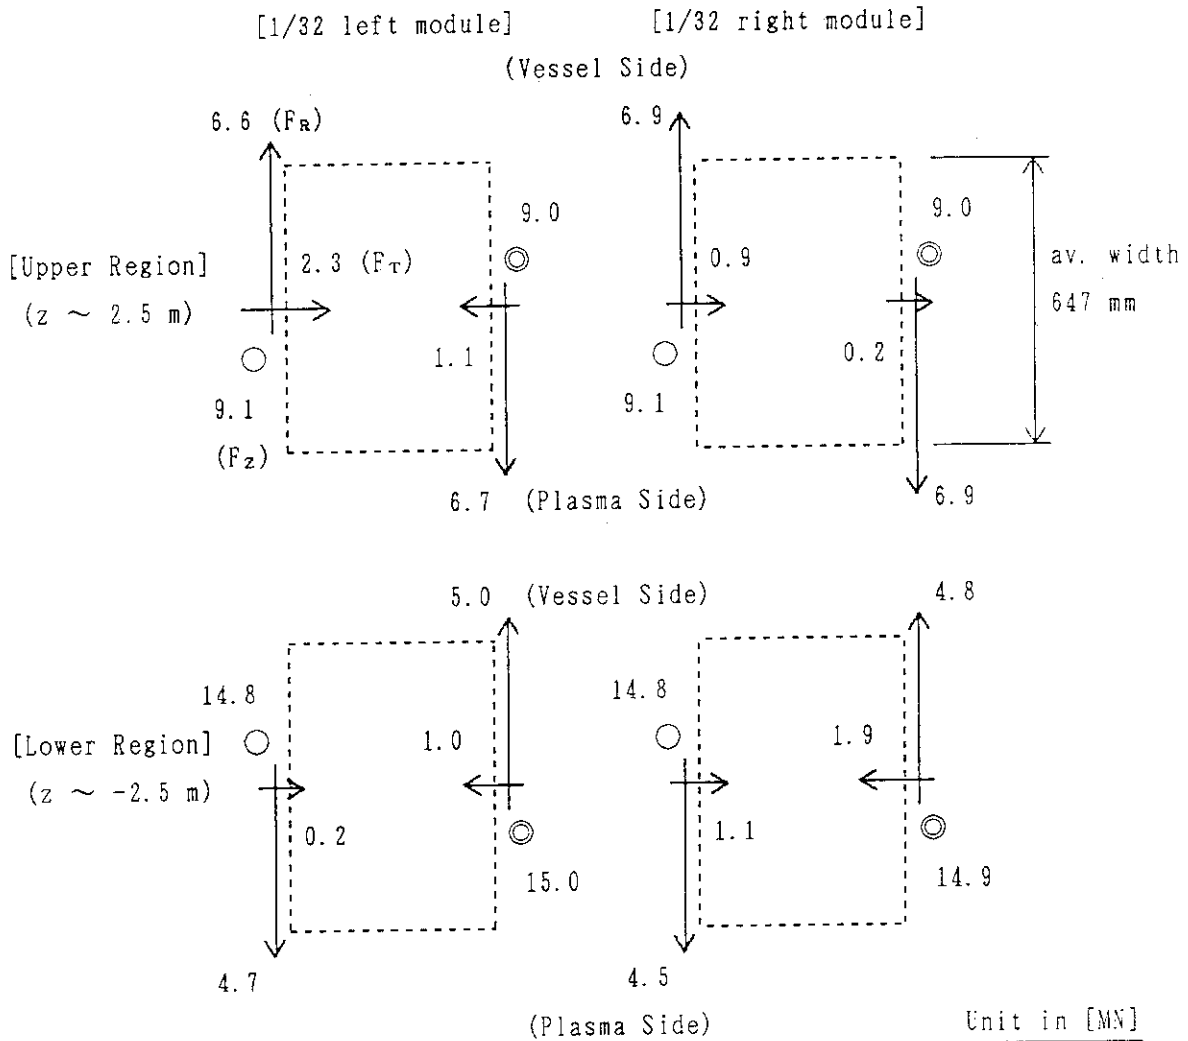 [1/32 left module] [1/32 right module]
(Vessel Side)
6.6 (FR) 6.9
9.0 9.0
[Upper Region] 2.3 (FT) 0.9 av. width
(z ~ 2.5 m) 647 mm
1.1 0.2
9.1 9.1
(Fz)
6.7 (Plasma Side) 6.9
5.0 (Vessel Side) 4.8
14.8 14.8
[Lower Region] 1.0 1.9
(z ~ -2.5 m)
0.2 1.1
15.0 14.9
4.7 4.5
(Plasma Side) Unit in [MN]